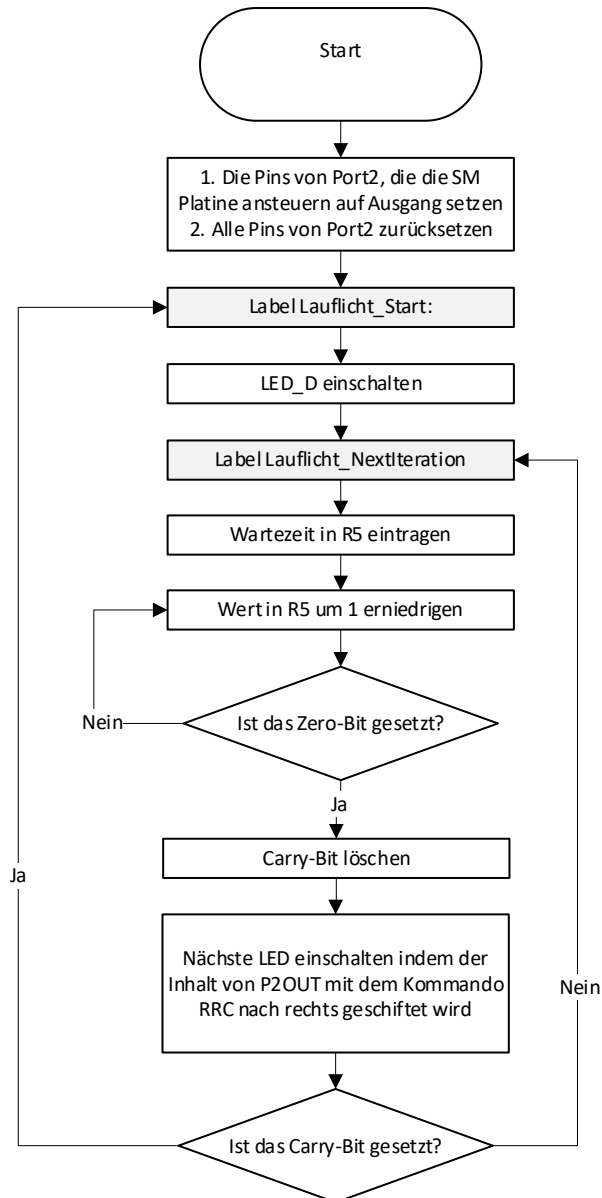 Start
1. Die Pins von Port2, die die SM
Platine ansteuern auf Ausgang setzen
2. Alle Pins von Port2 zurücksetzen
Label Lauflicht_Start:
LED_D einschalten
Label Lauflicht_NextIteration
Wartezeit in R5 eintragen
Wert in R5 um 1 erniedrigen
Nein
Ist das Zero-Bit gesetzt?
Ja
Carry-Bit löschen
Ja
Nächste LED einschalten indem der
Inhalt von P2OUT mit dem Kommando
RRC nach rechts geschiftet wird
Nein
Ist das Carry-Bit gesetzt?